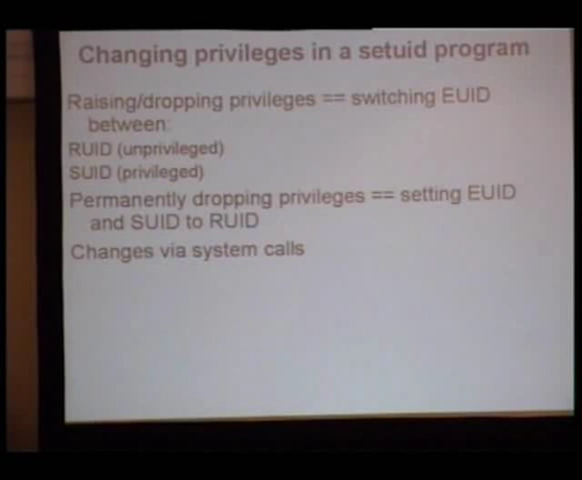 Changing privileges in a setuid program
Raising/dropping privileges == switching EUID
between:
RUID (unprivileged)
SUID (privileged)
Permanently dropping privileges == setting EUID
and SUID to RUID
Changes via system calls